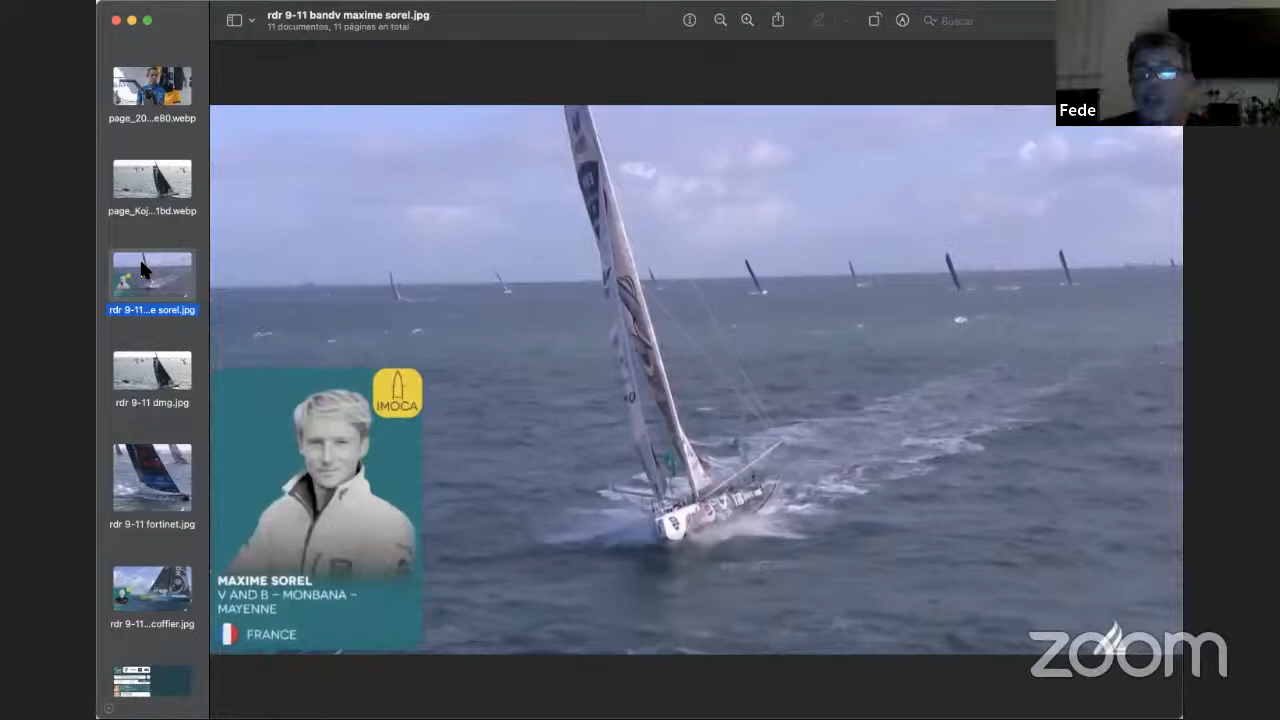 rdr 9-11 bandv maxime sorel.jpg
11 documentos, 11 páginas en total
Buscar
Fede
page_20...e80.webp
page_Koj...1bd.webp
rdr 9-11...e sorel.jpg
rdr 9-11 dmg.jpg
rdr 9-11 fortinet.jpg
rdr 9-11...coffier.jpg
IMOCA
MAXIME SOREL
V AND B – MONBANA –
MAYENNE
FRANCE
zoom